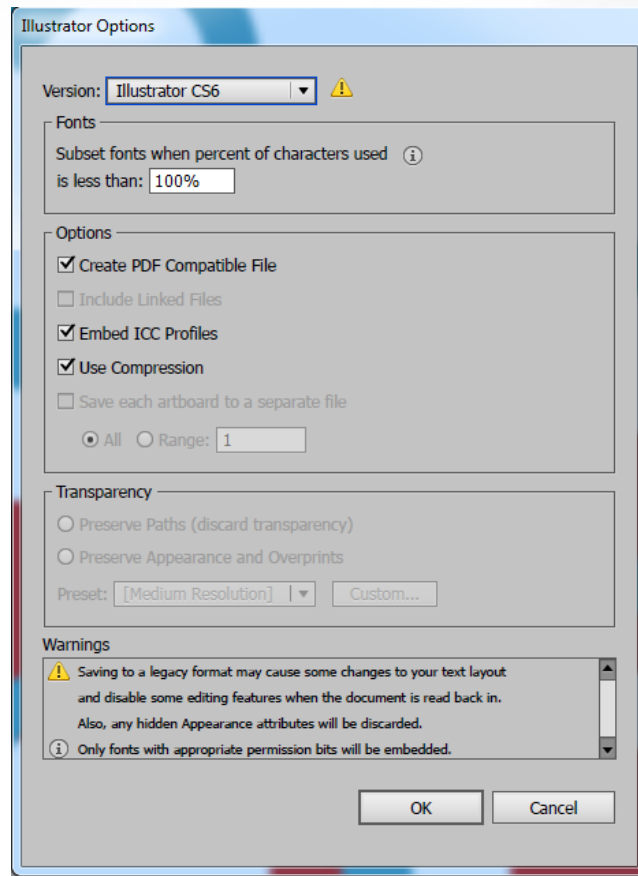 Illustrator Options
Version: Illustrator CS6
Fonts
Subset fonts when percent of characters used
is less than: 100%
Options
Create PDF Compatible File
Include Linked Files
Embed ICC Profiles
Use Compression
Save each artboard to a separate file
All Range: 1
Transparency
Preserve Paths (discard transparency)
Preserve Appearance and Overprints
Preset: [Medium Resolution] Custom...
Warnings
Saving to a legacy format may cause some changes to your text layout
and disable some editing features when the document is read back in.
Also, any hidden Appearance attributes will be discarded.
Only fonts with appropriate permission bits will be embedded.
OK Cancel